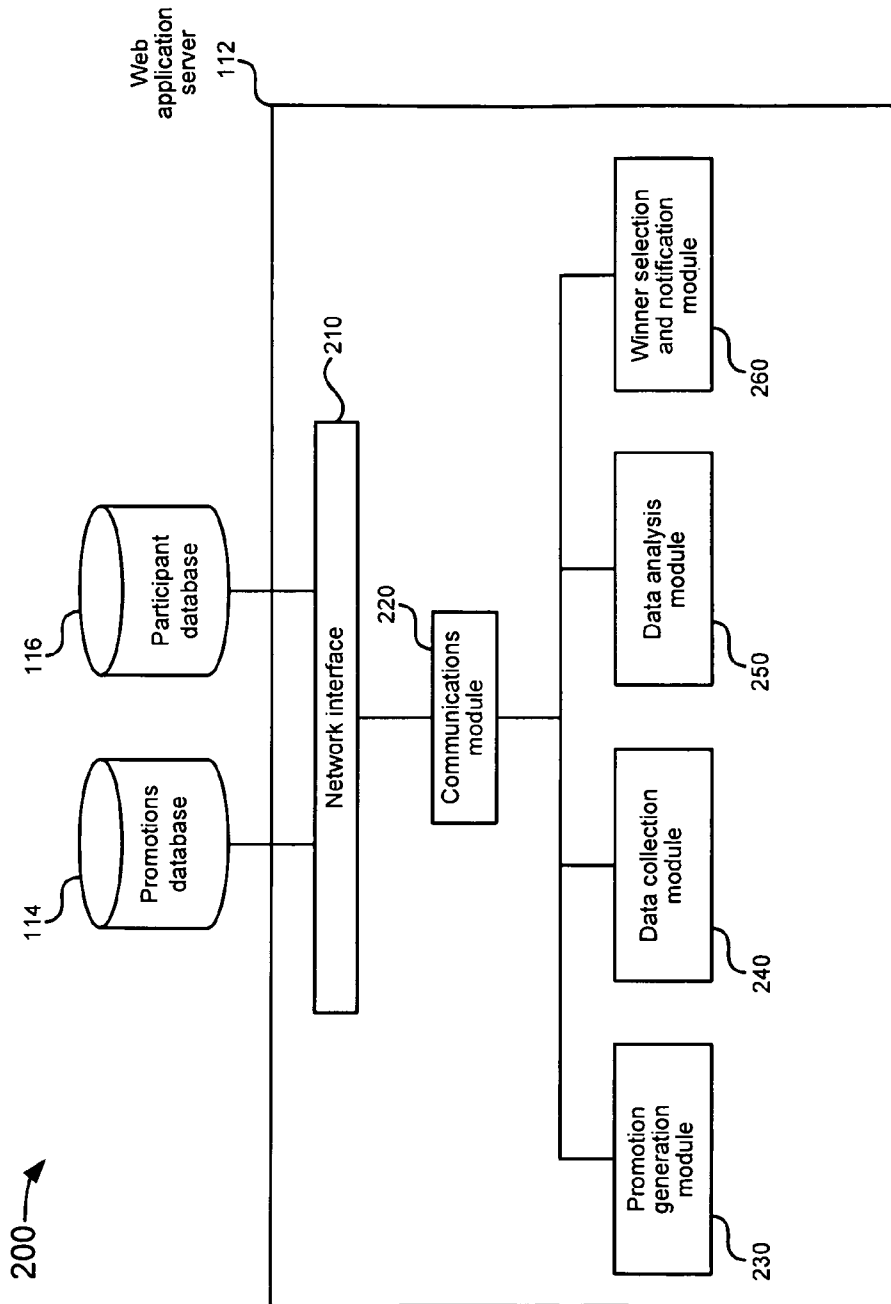 200
Web
application
server
112
114
Promotions
database
116
Participant
database
210
Network interface
220
Communications
module
Promotion
generation
module
230
Data collection
module
240
Data analysis
module
250
Winner selection
and notification
module
260